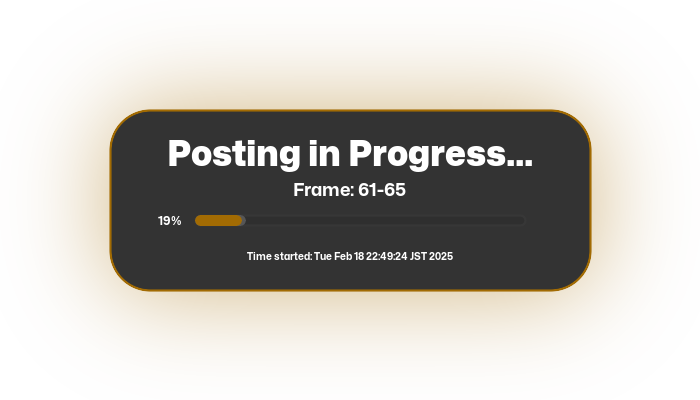 Posting in Progress...
Frame: 61-65
19%
Time started: Tue Feb 18 22:49:24 JST 2025